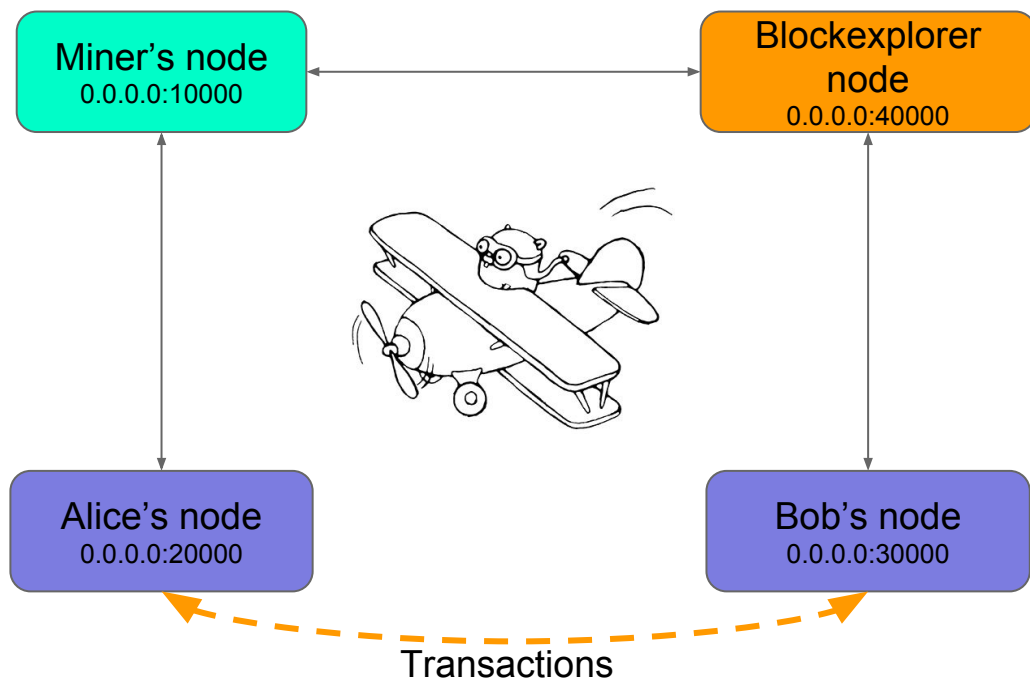 Miner’s node
0.0.0.0:10000
Blockexplorer
node
0.0.0.0:40000
Alice’s node
0.0.0.0:20000
Bob’s node
0.0.0.0:30000
Transactions